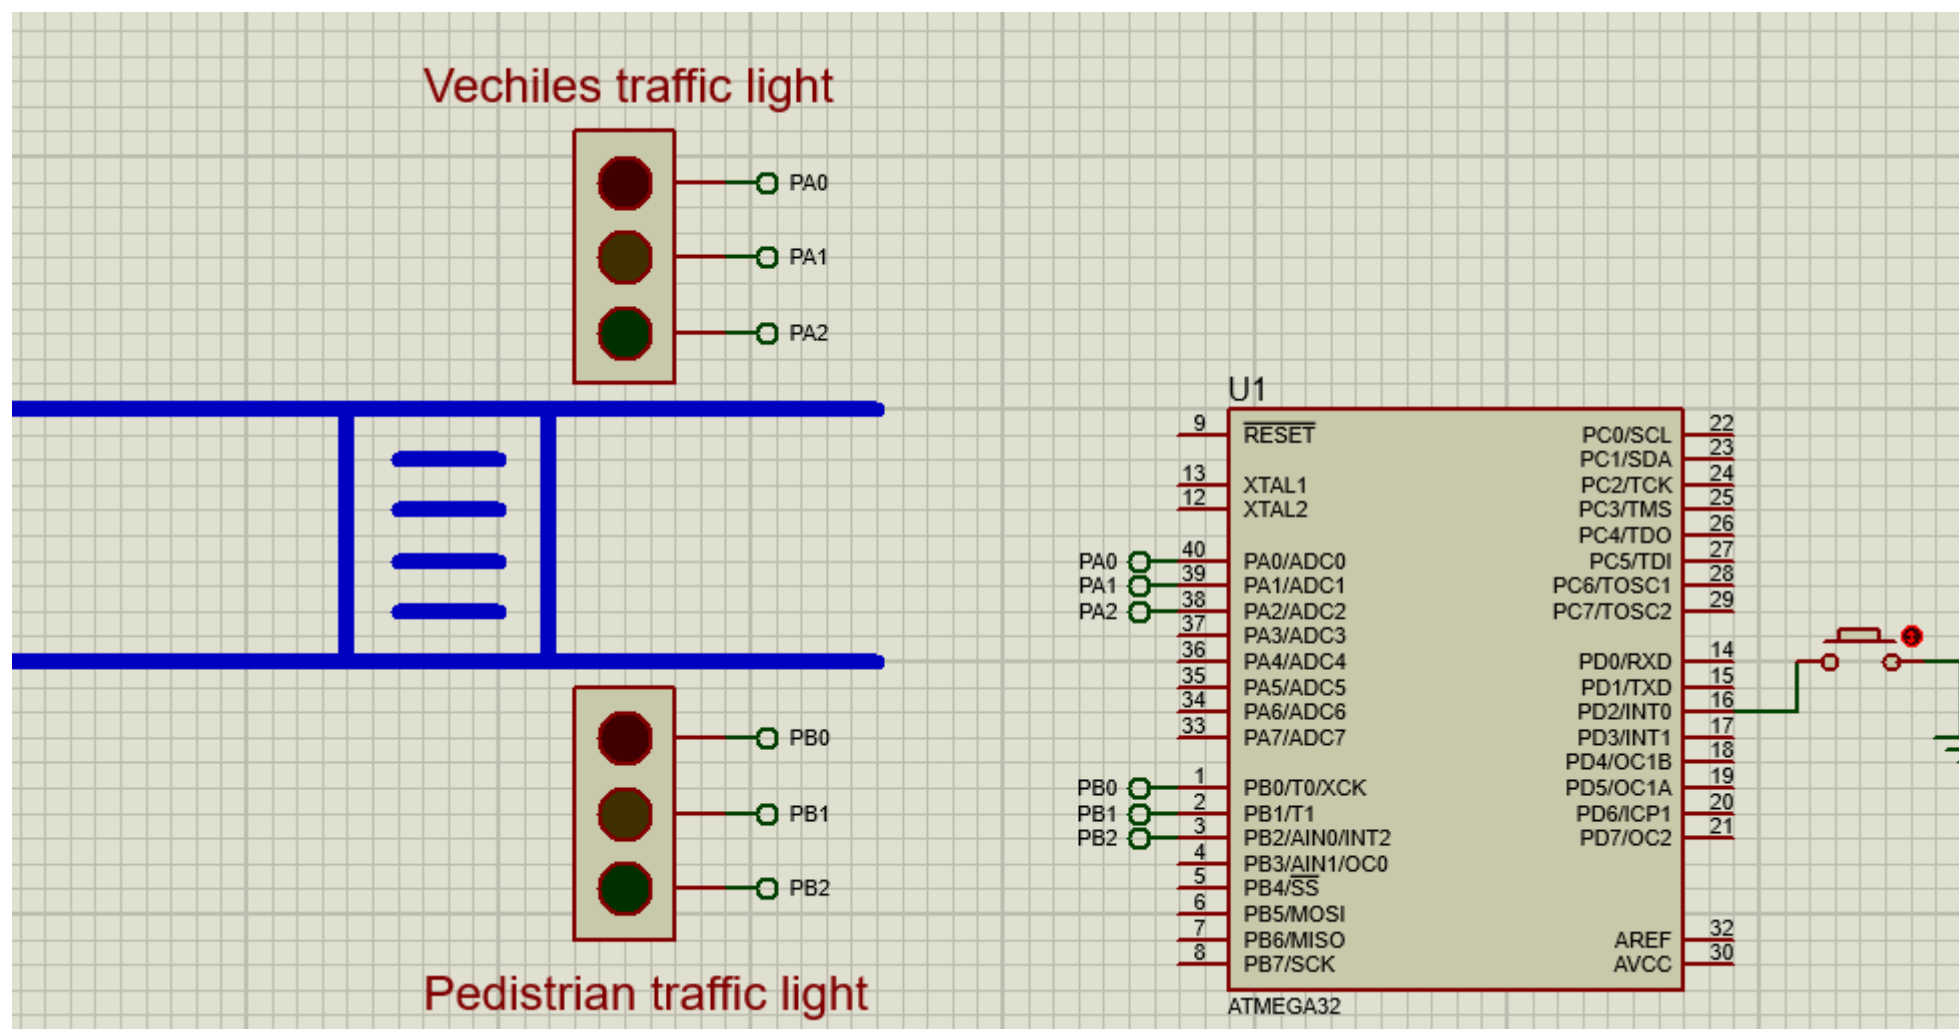 Vechiles traffic light
PA0
PA1
PA2
PB0
PB1
PB2
Pedistrian traffic light
U1
9 RESET
13 XTAL1
12 XTAL2
PA0 40 PA0/ADC0
PA1 39 PA1/ADC1
PA2 38 PA2/ADC2
37 PA3/ADC3
36 PA4/ADC4
35 PA5/ADC5
34 PA6/ADC6
33 PA7/ADC7
PB0 1 PB0/T0/XCK
PB1 2 PB1/T1
PB2 3 PB2/AIN0/INT2
4 PB3/AIN1/OC0
5 PB4/SS
6 PB5/MOSI
7 PB6/MISO
8 PB7/SCK
PC0/SCL 22
PC1/SDA 23
PC2/TCK 24
PC3/TMS 25
PC4/TDO 26
PC5/TDI 27
PC6/TOSC1 28
PC7/TOSC2 29
PD0/RXD 14
PD1/TXD 15
PD2/INT0 16
PD3/INT1 17
PD4/OC1B 18
PD5/OC1A 19
PD6/ICP1 20
PD7/OC2 21
AREF 32
AVCC 30
ATMEGA32